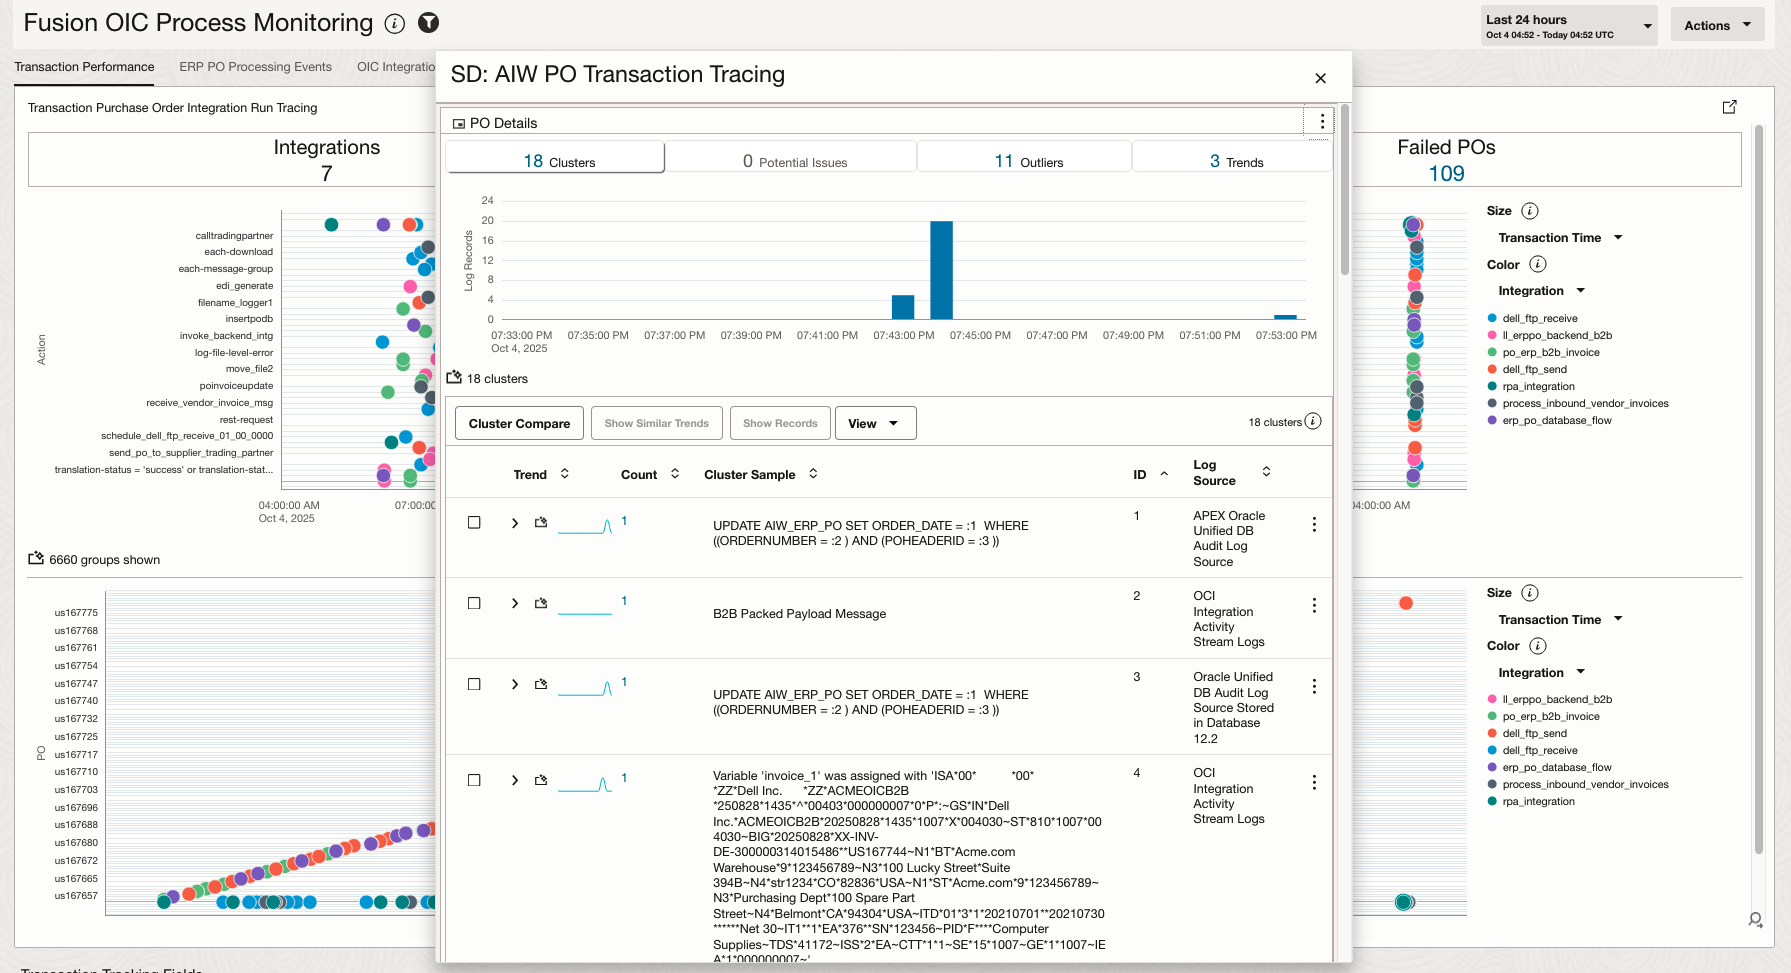 Fusion OIC Process Monitoring
Last 24 hours
Oct 4 04:52 - Today 04:52 UTC
Actions
Transaction Performance
ERP PO Processing Events
OIC Integratio
Transaction Purchase Order Integration Run Tracing
Integrations
7
Action
calltradingpartner
each-download
each-message-group
edi_generate
filename_logger1
insertpodb
invoke_backend_intg
log-file-level-error
move_file2
poinvoiceupdate
receive_vendor_invoice_msg
rest-request
schedule_dell_ftp_receive_01_00_0000
send_po_to_supplier_trading_partner
translation-status = 'success' or translation-stat...
04:00:00 AM
Oct 4, 2025
07:00:00
6660 groups shown
PO
us167775
us167768
us167761
us167754
us167747
us167740
us167732
us167725
us167717
us167710
us167703
us167696
us167688
us167680
us167672
us167665
us167657
SD: AIW PO Transaction Tracing
PO Details
18 Clusters
0 Potential Issues
11 Outliers
3 Trends
Log Records
24
20
16
12
8
4
0
07:33:00 PM
Oct 4, 2025
07:35:00 PM
07:37:00 PM
07:39:00 PM
07:41:00 PM
07:43:00 PM
07:45:00 PM
07:47:00 PM
07:49:00 PM
07:51:00 PM
07:53:00 PM
18 clusters
Cluster Compare
Show Similar Trends
Show Records
View
18 clusters
Trend
Count
Cluster Sample
ID
Log
Source
1
UPDATE AIW_ERP_PO SET ORDER_DATE = :1  WHERE
((ORDERNUMBER = :2 ) AND (POHEADERID = :3 ))
1
APEX Oracle
Unified DB
Audit Log
Source
1
B2B Packed Payload Message
2
OCI
Integration
Activity
Stream Logs
1
UPDATE AIW_ERP_PO SET ORDER_DATE = :1  WHERE
((ORDERNUMBER = :2 ) AND (POHEADERID = :3 ))
3
Oracle Unified
DB Audit Log
Source Stored
in Database
12.2
1
Variable 'invoice_1' was assigned with 'ISA*00*          *00*
*ZZ*Dell Inc.      *ZZ*ACMEOICB2B
*250828*1435*^*00403*000000007*0*P*:~GS*IN*Dell
Inc.*ACMEOICB2B*20250828*1435*1007*X*004030~ST*810*1007*00
4030~BIG*20250828*XX-INV-
DE-300000314015486**US167744~N1*BT*Acme.com
Warehouse*9*123456789~N3*100 Lucky Street*Suite
394B~N4*str1234*CO*82836*USA~N1*ST*Acme.com*9*123456789~
N3*Purchasing Dept*100 Spare Part
Street~N4*Belmont*CA*94304*USA~ITD*01*3*1*20210701**20210730
******Net 30~IT1**1*EA*376**SN*123456~PID*F****Computer
Supplies~TDS*41172~ISS*2*EA~CTT*1*1~SE*15*1007~GE*1*1007~IE
A*1*000000007~'
4
OCI
Integration
Activity
Stream Logs
Failed POs
109
Size
Transaction Time
Color
Integration
dell_ftp_receive
ll_erppo_backend_b2b
po_erp_b2b_invoice
dell_ftp_send
rpa_integration
process_inbound_vendor_invoices
erp_po_database_flow
04:00:00 AM
Size
Transaction Time
Color
Integration
ll_erppo_backend_b2b
po_erp_b2b_invoice
dell_ftp_send
dell_ftp_receive
erp_po_database_flow
process_inbound_vendor_invoices
rpa_integration
Transaction Tracking Fields